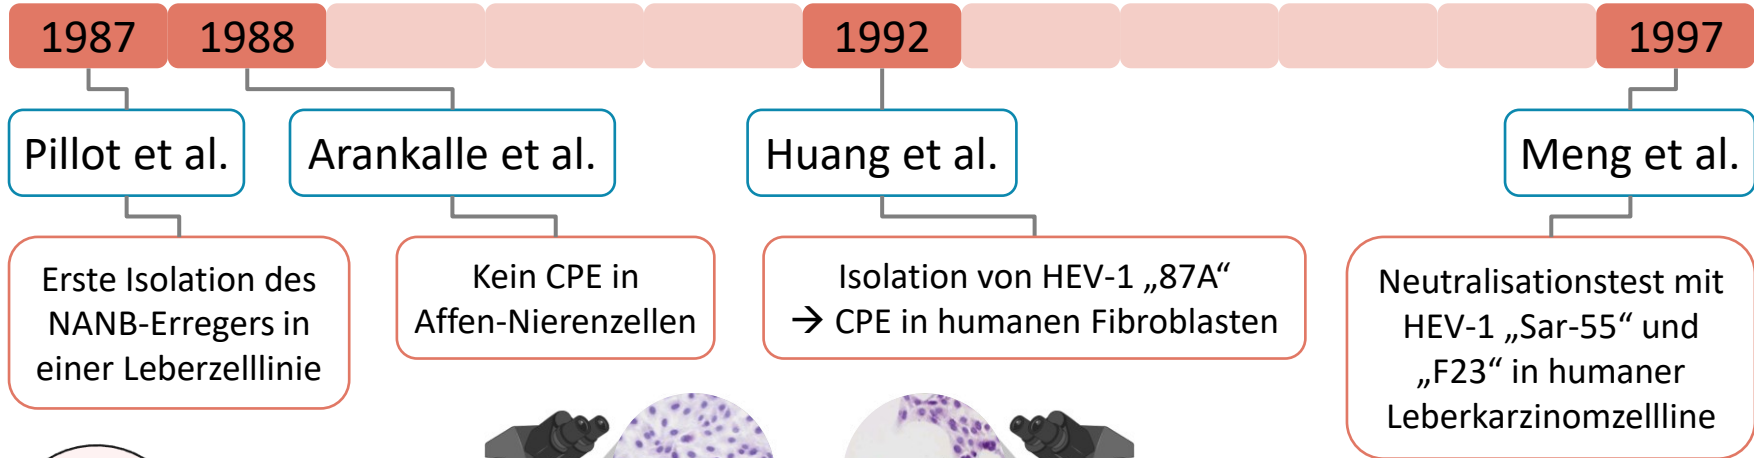 1987 1988 1992 1997
Pillot et al. Arankalle et al. Huang et al. Meng et al.
Erste Isolation des
NANB-Erregers in
einer Leberzelllinie
Kein CPE in
Affen-Nierenzellen
Isolation von HEV-1 „87A“
→ CPE in humanen Fibroblasten
Neutralisationstest mit
HEV-1 „Sar-55“ und
„F23“ in humaner
Leberkarzinomzellline